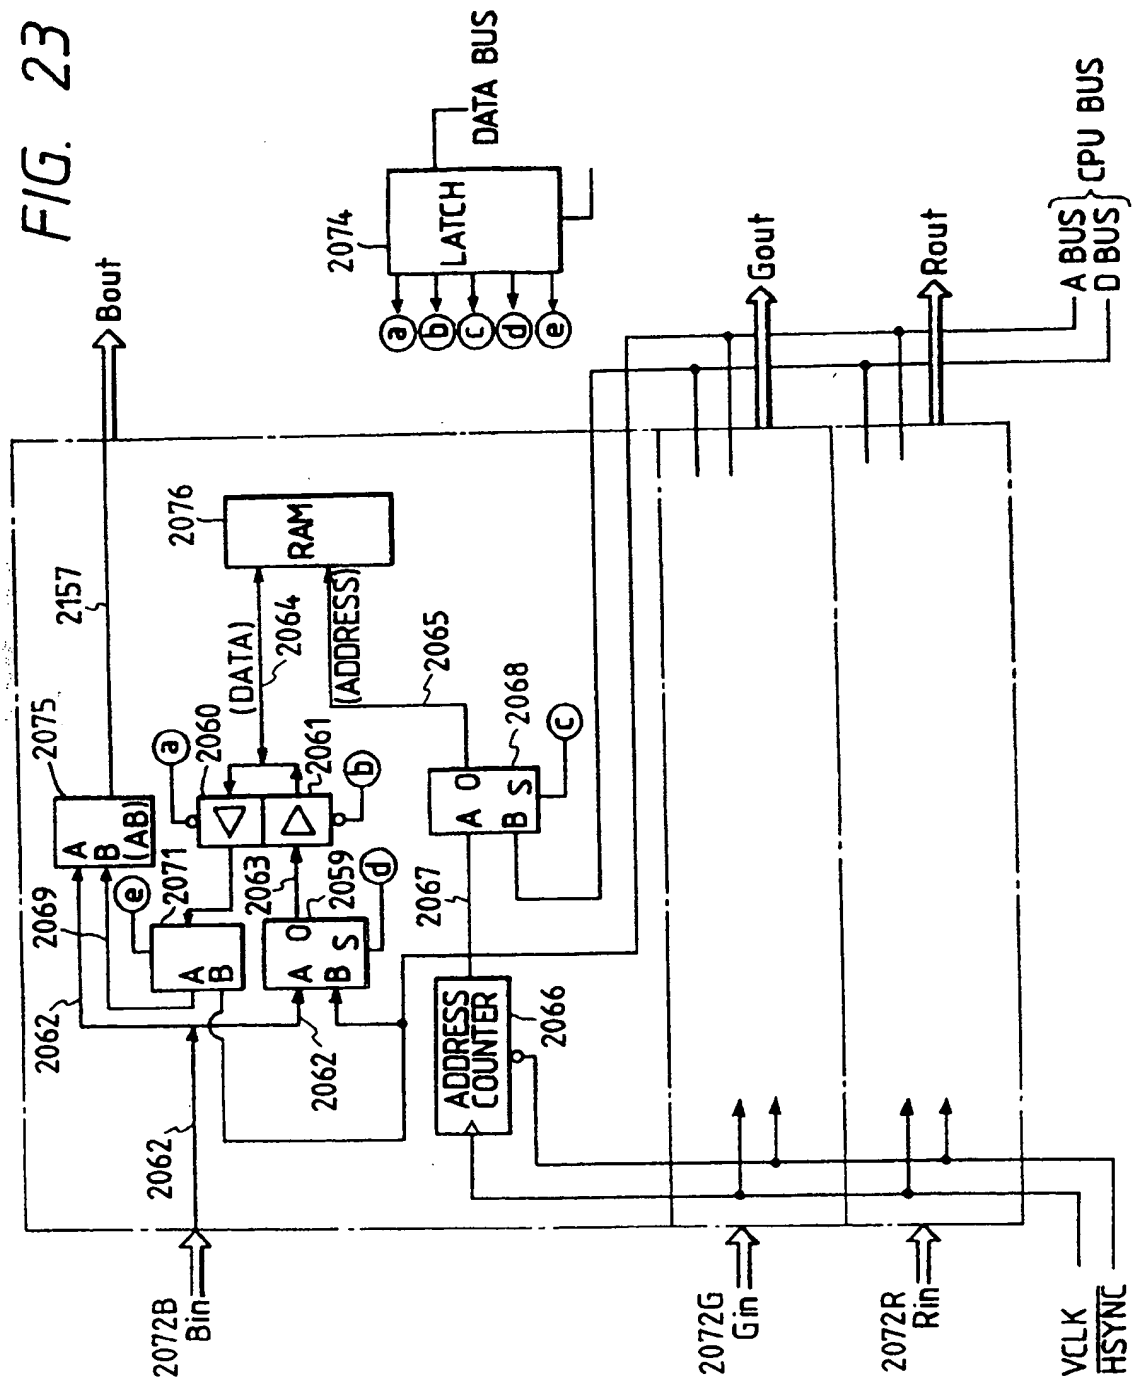 FIG. 23
2072B
Bin
2062
2062
2069
2071
2075
2157
Bout
A
B
(AB)
e
A
B
a
2060
(DATA)
2064
2076
RAM
(ADDRESS)
2065
2061
b
2063
2059
A
B
O
S
d
2062
2067
A
B
O
S
2068
c
ADDRESS
COUNTER
2066
2074
LATCH
DATA BUS
a
b
c
d
e
2072G
Gin
Gout
2072R
Rin
Rout
VCLK
HSYNC
A BUS
D BUS
CPU BUS